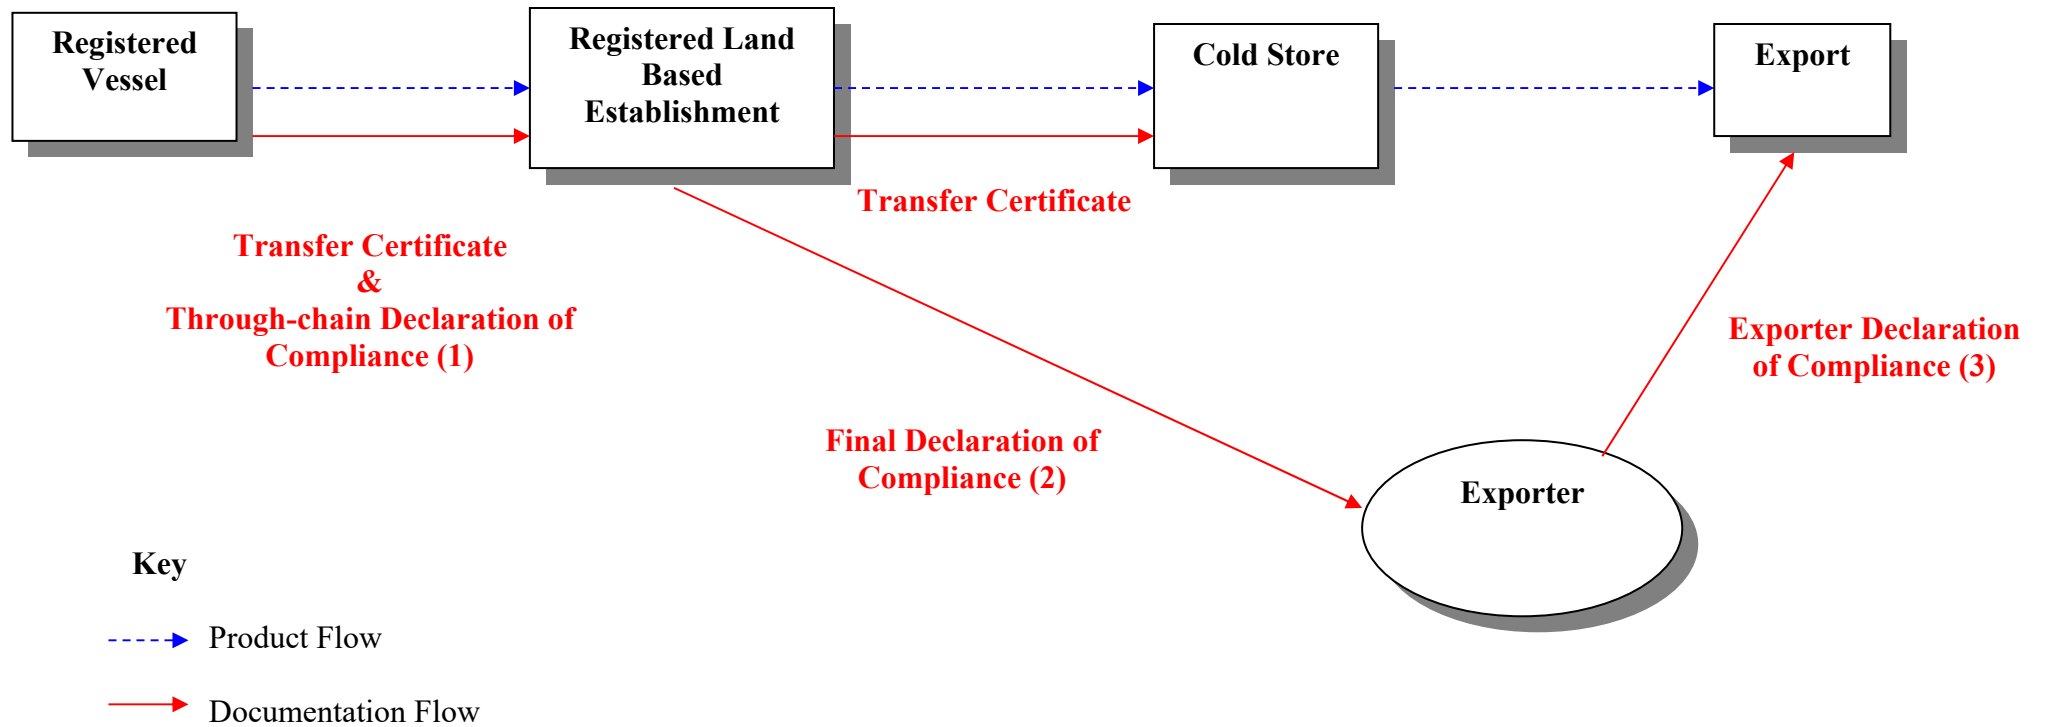 Registered
Vessel
Registered Land
Based
Establishment
Cold Store
Export
Transfer Certificate
Transfer Certificate
&
Through-chain Declaration of
Compliance (1)
Exporter Declaration
of Compliance (3)
Final Declaration of
Compliance (2)
Exporter
Key
Product Flow
Documentation Flow